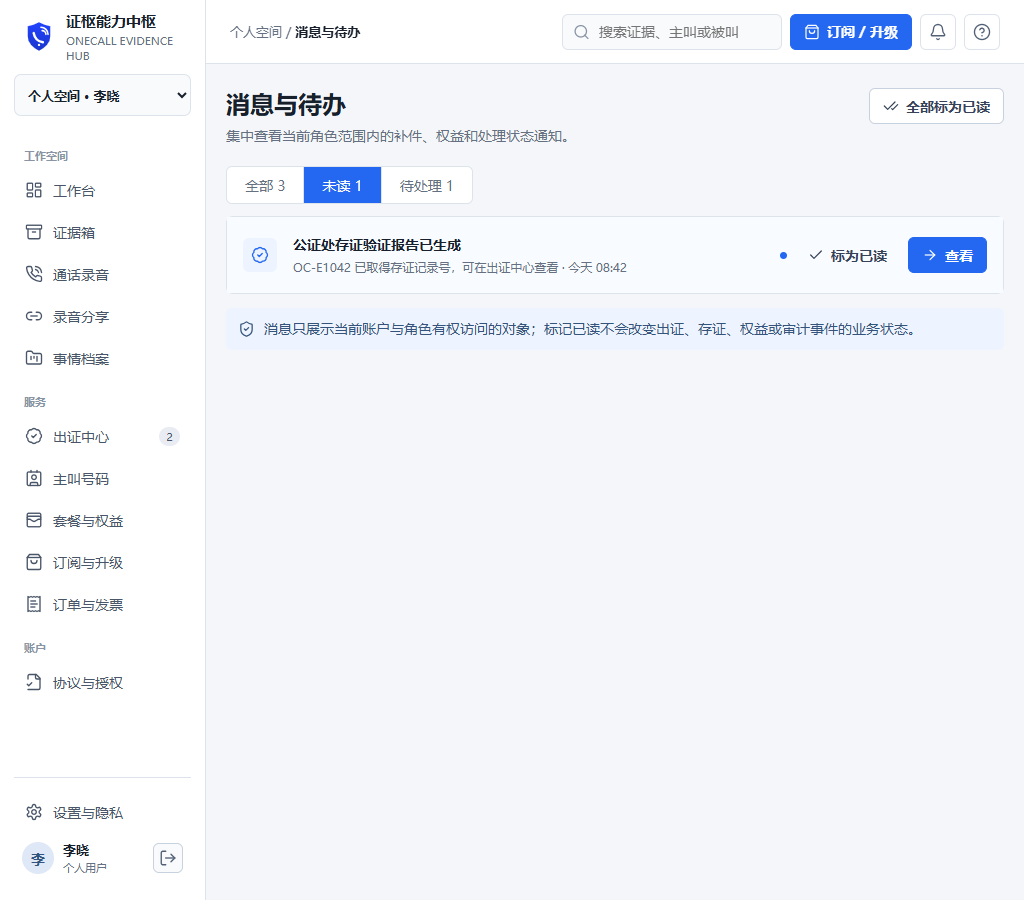 证枢能力中枢
ONECALL EVIDENCE
HUB
个人空间 • 李晓
工作空间
工作台
证据箱
通话录音
录音分享
事情档案
服务
出证中心 2
主叫号码
套餐与权益
订阅与升级
订单与发票
账户
协议与授权
设置与隐私
李
李晓
个人用户
个人空间 / 消息与待办
搜索证据、主叫或被叫
订阅 / 升级
消息与待办
集中查看当前角色范围内的补件、权益和处理状态通知。
全部标为已读
全部 3 未读 1 待处理 1
公证处存证验证报告已生成
OC-E1042 已取得存证记录号，可在出证中心查看 · 今天 08:42
标为已读
查看
消息只展示当前账户与角色有权访问的对象；标记已读不会改变出证、存证、权益或审计事件的业务状态。